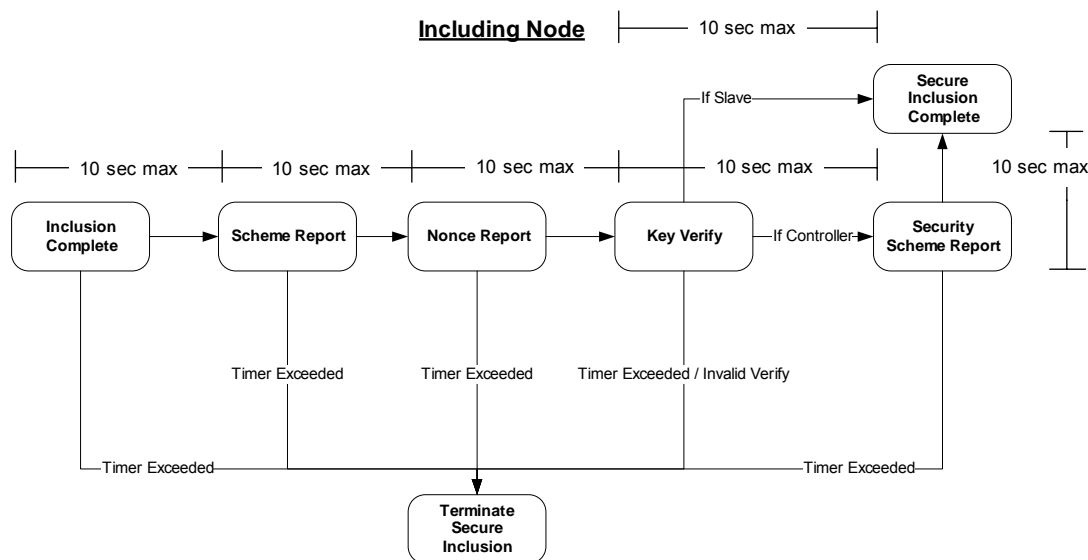 Including Node
10 sec max
Secure
Inclusion
Complete
If Slave
10 sec max
10 sec max
10 sec max
10 sec max
10 sec max
Inclusion
Complete
Scheme Report
Nonce Report
Key Verify
If Controller
Security
Scheme Report
Timer Exceeded
Timer Exceeded
Timer Exceeded / Invalid Verify
Timer Exceeded
Timer Exceeded
Terminate
Secure
Inclusion